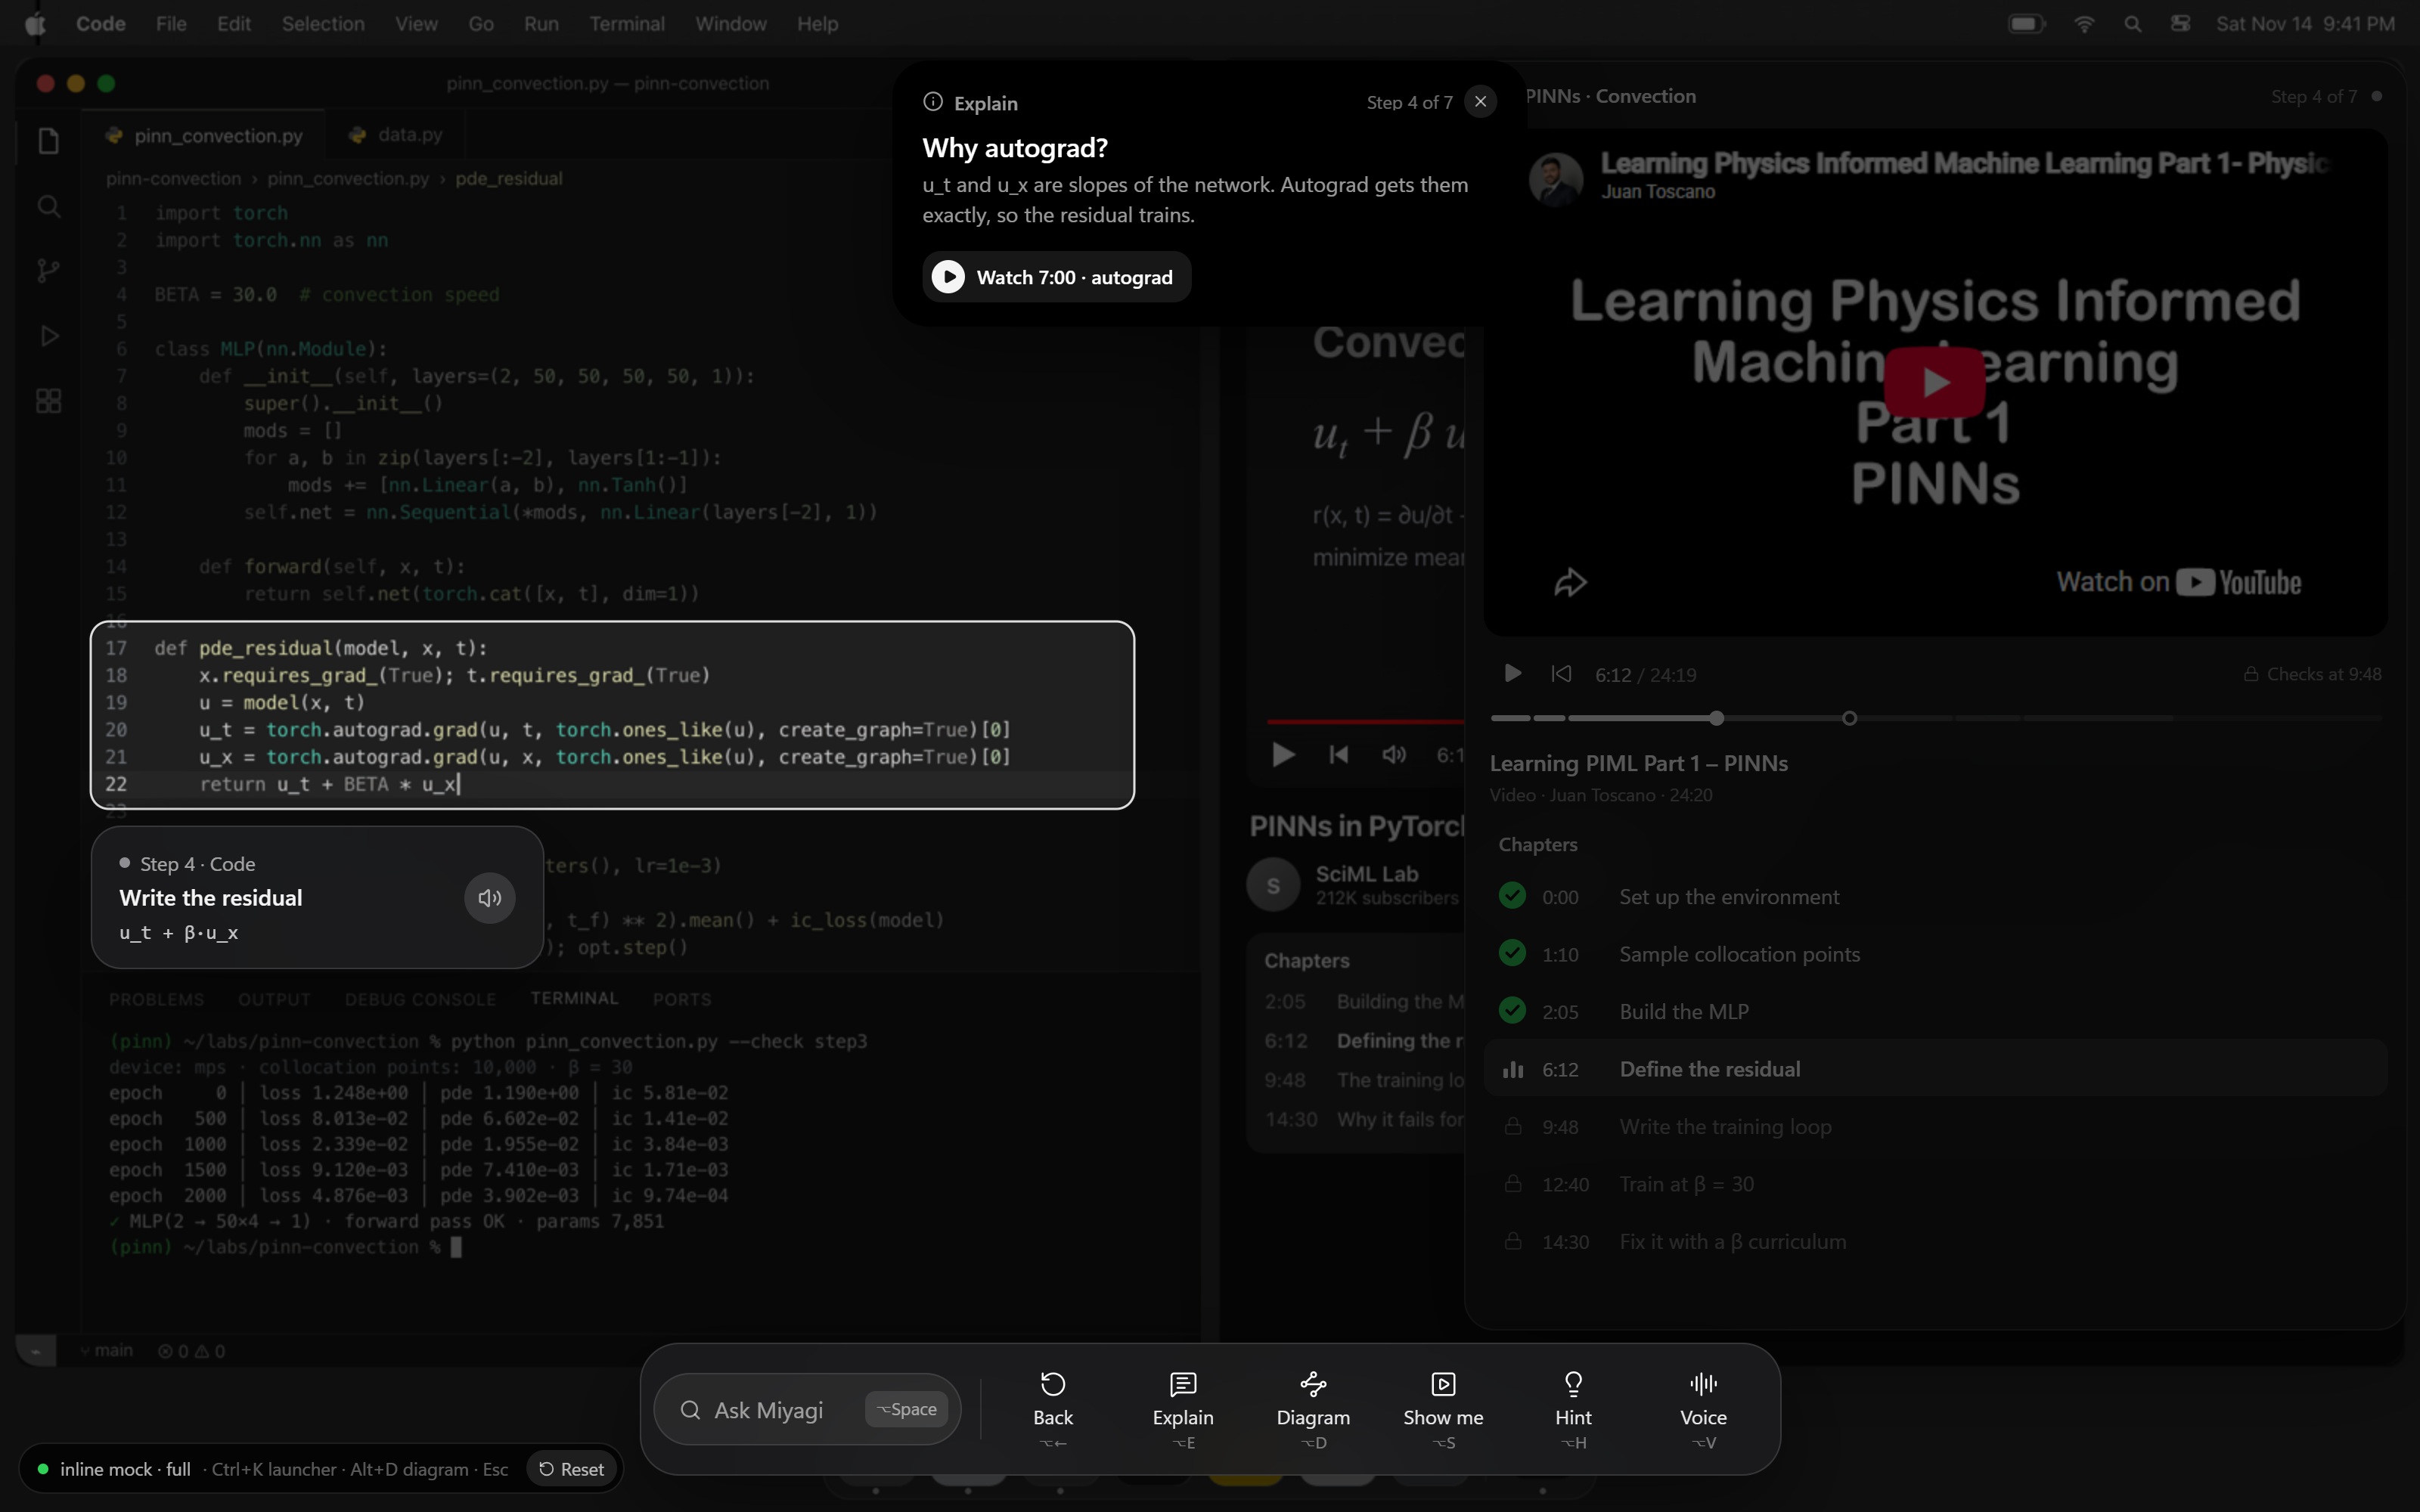 Code File Edit Selection View Go Run Terminal Window Help
Sat Nov 14 9:41 PM
pinn_convection.py — pinn-convection
pinn_convection.py
data.py
pinn-convection › pinn_convection.py › pde_residual
1 import torch
2 import torch.nn as nn
3
4 BETA = 30.0 # convection speed
5
6 class MLP(nn.Module):
7 def __init__(self, layers=(2, 50, 50, 50, 50, 1)):
8 super().__init__()
9 mods = []
10 for a, b in zip(layers[:-2], layers[1:-1]):
11 mods += [nn.Linear(a, b), nn.Tanh()]
12 self.net = nn.Sequential(*mods, nn.Linear(layers[-2], 1))
13
14 def forward(self, x, t):
15 return self.net(torch.cat([x, t], dim=1))
16
17 def pde_residual(model, x, t):
18 x.requires_grad_(True); t.requires_grad_(True)
19 u = model(x, t)
20 u_t = torch.autograd.grad(u, t, torch.ones_like(u), create_graph=True)[0]
21 u_x = torch.autograd.grad(u, x, torch.ones_like(u), create_graph=True)[0]
22 return u_t + BETA * u_x
23
ters(), lr=1e-3)
, t_f) ** 2).mean() + ic_loss(model)
); opt.step()
Step 4 · Code
Write the residual
u_t + β·u_x
PROBLEMS OUTPUT DEBUG CONSOLE TERMINAL PORTS
(pinn) ~/labs/pinn-convection % python pinn_convection.py --check step3
device: mps · collocation points: 10,000 · β = 30
epoch 0 │ loss 1.248e+00 │ pde 1.190e+00 │ ic 5.81e-02
epoch 500 │ loss 8.013e-02 │ pde 6.602e-02 │ ic 1.41e-02
epoch 1000 │ loss 2.339e-02 │ pde 1.955e-02 │ ic 3.84e-03
epoch 1500 │ loss 9.120e-03 │ pde 7.410e-03 │ ic 1.71e-03
epoch 2000 │ loss 4.876e-03 │ pde 3.902e-03 │ ic 9.74e-04
✓ MLP(2 → 50×4 → 1) · forward pass OK · params 7,851
(pinn) ~/labs/pinn-convection %
main 0 0
Explain
Step 4 of 7
Why autograd?
u_t and u_x are slopes of the network. Autograd gets them
exactly, so the residual trains.
Watch 7:00 · autograd
Convec
u_t + β u
r(x, t) = ∂u/∂t
minimize mea
6:1
PINNs in PyTorc
S
SciML Lab
212K subscribers
Chapters
2:05 Building the M
6:12 Defining the r
9:48 The training lo
14:30 Why it fails for
PINNs · Convection
Step 4 of 7
Learning Physics Informed Machine Learning Part 1- Physic
Juan Toscano
Learning Physics Informed
Machine Learning
Part 1
PINNs
Watch on YouTube
6:12 / 24:19
Checks at 9:48
Learning PIML Part 1 – PINNs
Video · Juan Toscano · 24:20
Chapters
0:00 Set up the environment
1:10 Sample collocation points
2:05 Build the MLP
6:12 Define the residual
9:48 Write the training loop
12:40 Train at β = 30
14:30 Fix it with a β curriculum
Ask Miyagi
⌥Space
Back
⌥←
Explain
⌥E
Diagram
⌥D
Show me
⌥S
Hint
⌥H
Voice
⌥V
inline mock · full · Ctrl+K launcher · Alt+D diagram · Esc
Reset